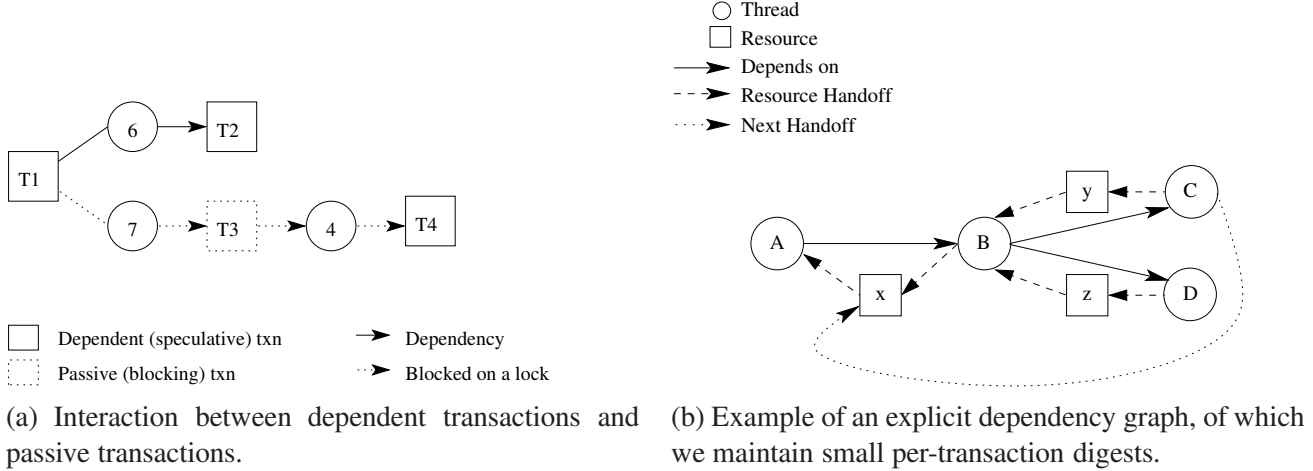 6
T2
T1
7
T3
4
T4
Dependent (speculative) txn
Dependency
Passive (blocking) txn
Blocked on a lock
(a) Interaction between dependent transactions and
passive transactions.
Thread
Resource
Depends on
Resource Handoff
Next Handoff
y
C
A
B
x
z
D
(b) Example of an explicit dependency graph, of which
we maintain small per-transaction digests.